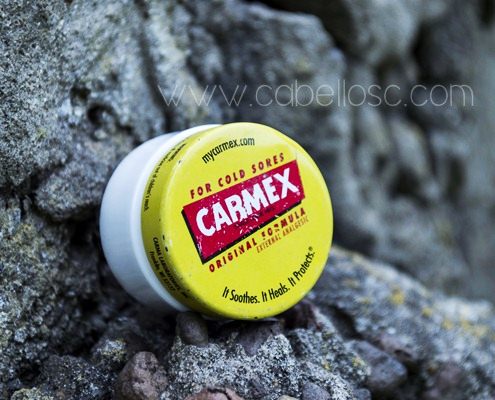 www.cabellosc.com
mycarmex.com
FOR COLD SORES
CARMEX
ORIGINAL FORMULA
EXTERNAL ANALGESIC
It Soothes. It Heals. It Protects.®